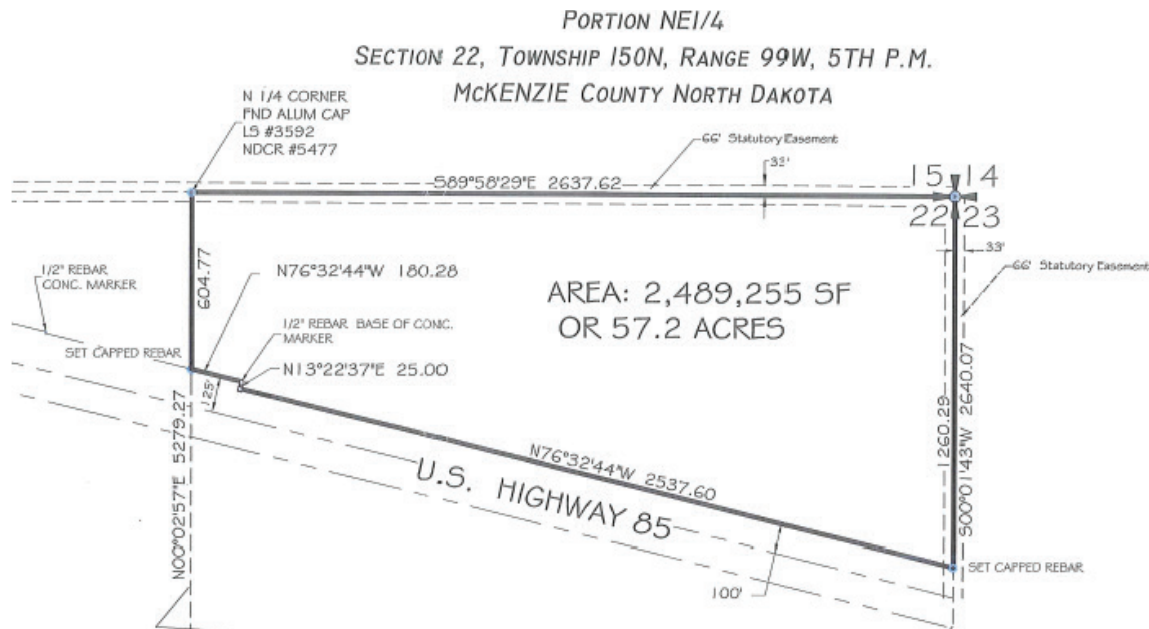 PORTION NE1/4
SECTION 22, TOWNSHIP 150N, RANGE 99W, 5TH P.M.
MCKENZIE COUNTY NORTH DAKOTA
N 1/4 CORNER
FND ALUM CAP
LS #3592
NDCR #5477
66' Statutory Easement
33'
S89°58'29"E 2637.62
15 14
22 23
33'
66' Statutory Easement
604.77
1/2" REBAR
CONC. MARKER
N76°32'44"W 180.28
AREA: 2,489,255 SF
OR 57.2 ACRES
1/2" REBAR BASE OF CONC.
MARKER
SET CAPPED REBAR
N13°22'37"E 25.00
125'
N00°02'57"E 5279.27
1260.29
S00°01'43"W 2640.07
N76°32'44"W 2537.60
U.S. HIGHWAY 85
SET CAPPED REBAR
100'